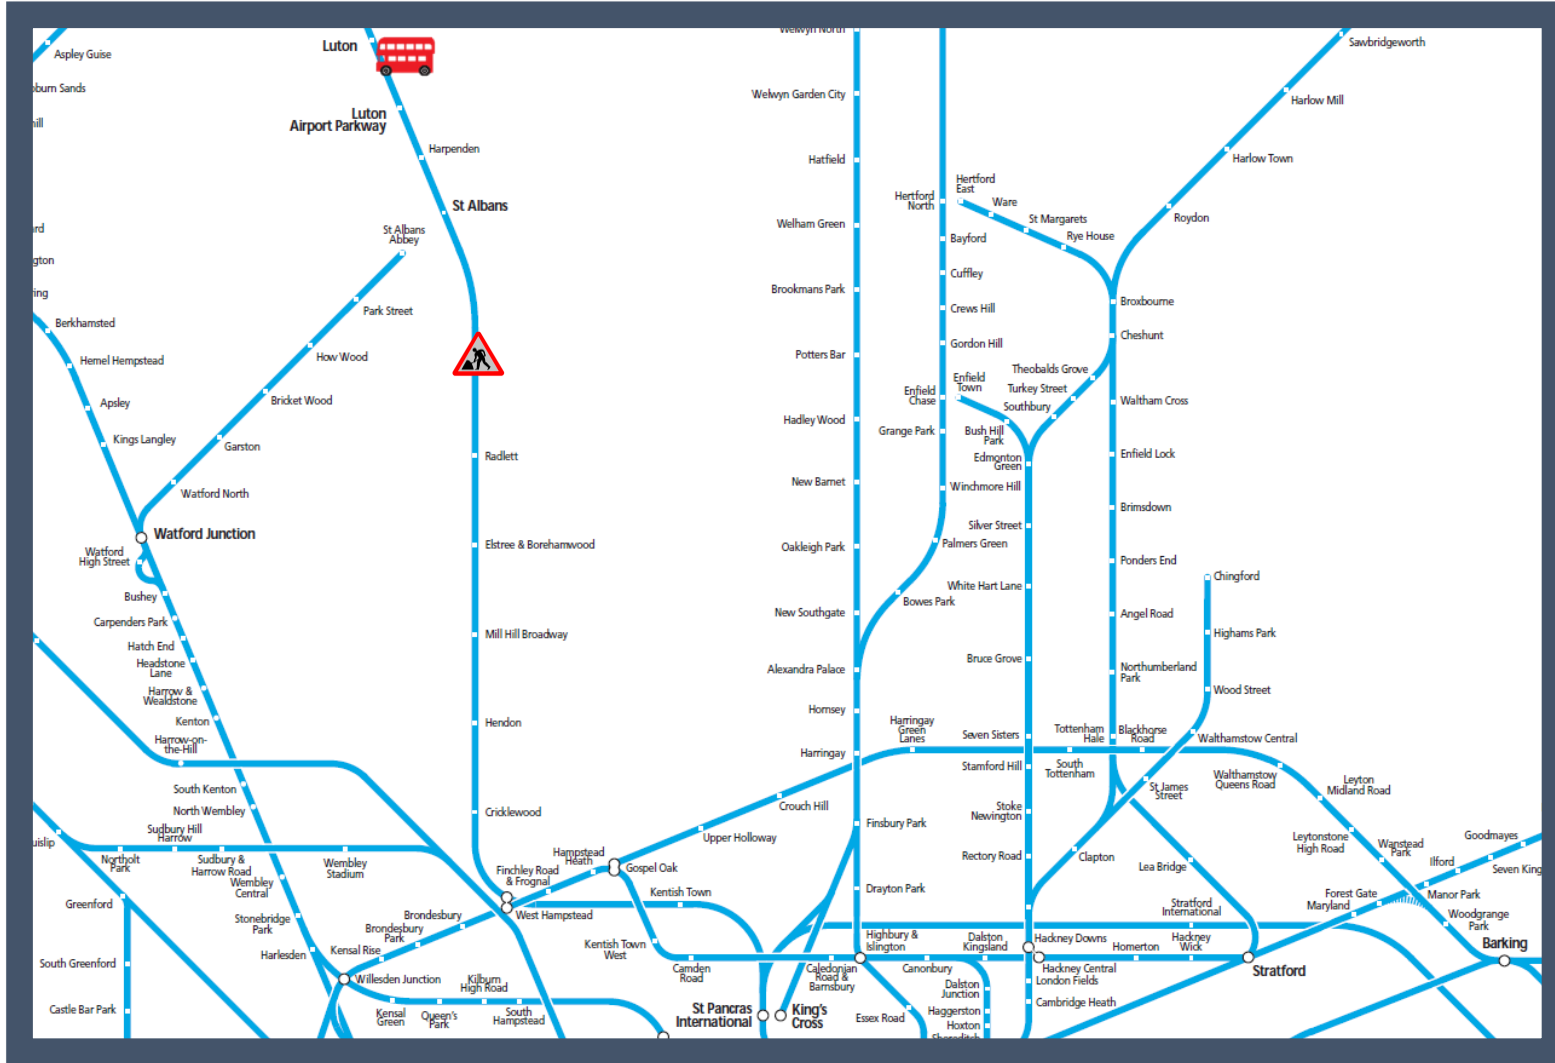 Aspley Guise
oburn Sands
hill
ard
gton
ring
Berkhamsted
Hemel Hempstead
Apsley
Kings Langley
Luton
Luton
Airport Parkway
Harpenden
St Albans
St Albans
Abbey
Park Street
How Wood
Bricket Wood
Garston
Watford North
Watford Junction
Watford
High Street
Bushey
Carpenders Park
Hatch End
Headstone
Lane
Harrow &
Wealdstone
Kenton
Harrow-on-
the-Hill
South Kenton
North Wembley
Sudbury Hill
Harrow
uislip
Northolt
Park
Sudbury &
Harrow Road
Wembley
Stadium
Wembley
Central
Greenford
Stonebridge
Park
Harlesden
South Greenford
Castle Bar Park
Radlett
Elstree & Borehamwood
Mill Hill Broadway
Hendon
Cricklewood
Finchley Road
& Frognal
Hampstead
Heath
Gospel Oak
West Hampstead
Brondesbury
Brondesbury
Park
Kensal Rise
Willesden Junction
Kensal
Green
Queen's
Park
Kilburn
High Road
South
Hampstead
Kentish Town
Kentish Town
West
Upper Holloway
Crouch Hill
Harringay
Green
Lanes
Camden
Road
Caledonian
Road &
Barnsbury
St Pancras
International
King's
Cross
Welwyn North
Welwyn Garden City
Hatfield
Welham Green
Brookmans Park
Potters Bar
Hadley Wood
New Barnet
Oakleigh Park
New Southgate
Alexandra Palace
Hornsey
Harringay
Finsbury Park
Drayton Park
Highbury &
Islington
Essex Road
Canonbury
Hertford
North
Bayford
Cuffley
Crews Hill
Gordon Hill
Enfield
Chase
Grange Park
Winchmore Hill
Palmers Green
Bowes Park
Hertford
East
Ware
St Margarets
Rye House
Broxbourne
Cheshunt
Theobalds Grove
Turkey Street
Southbury
Enfield
Town
Bush Hill
Park
Edmonton
Green
Silver Street
White Hart Lane
Bruce Grove
Seven Sisters
Stamford Hill
Stoke
Newington
Rectory Road
Hackney Downs
Dalston
Kingsland
Hackney Central
London Fields
Cambridge Heath
Dalston
Junction
Haggerston
Hoxton
Shoreditch
Sawbridgeworth
Harlow Mill
Harlow Town
Roydon
Waltham Cross
Enfield Lock
Brimsdown
Ponders End
Angel Road
Northumberland
Park
Tottenham
Hale
Blackhorse
Road
South
Tottenham
Chingford
Highams Park
Wood Street
Walthamstow Central
St James
Street
Clapton
Lea Bridge
Walthamstow
Queens Road
Leyton
Midland Road
Leytonstone
High Road
Wanstead
Park
Woodgrange
Park
Barking
Stratford
International
Homerton
Hackney
Wick
Stratford
Maryland
Forest Gate
Manor Park
Ilford
Seven King
Goodmayes